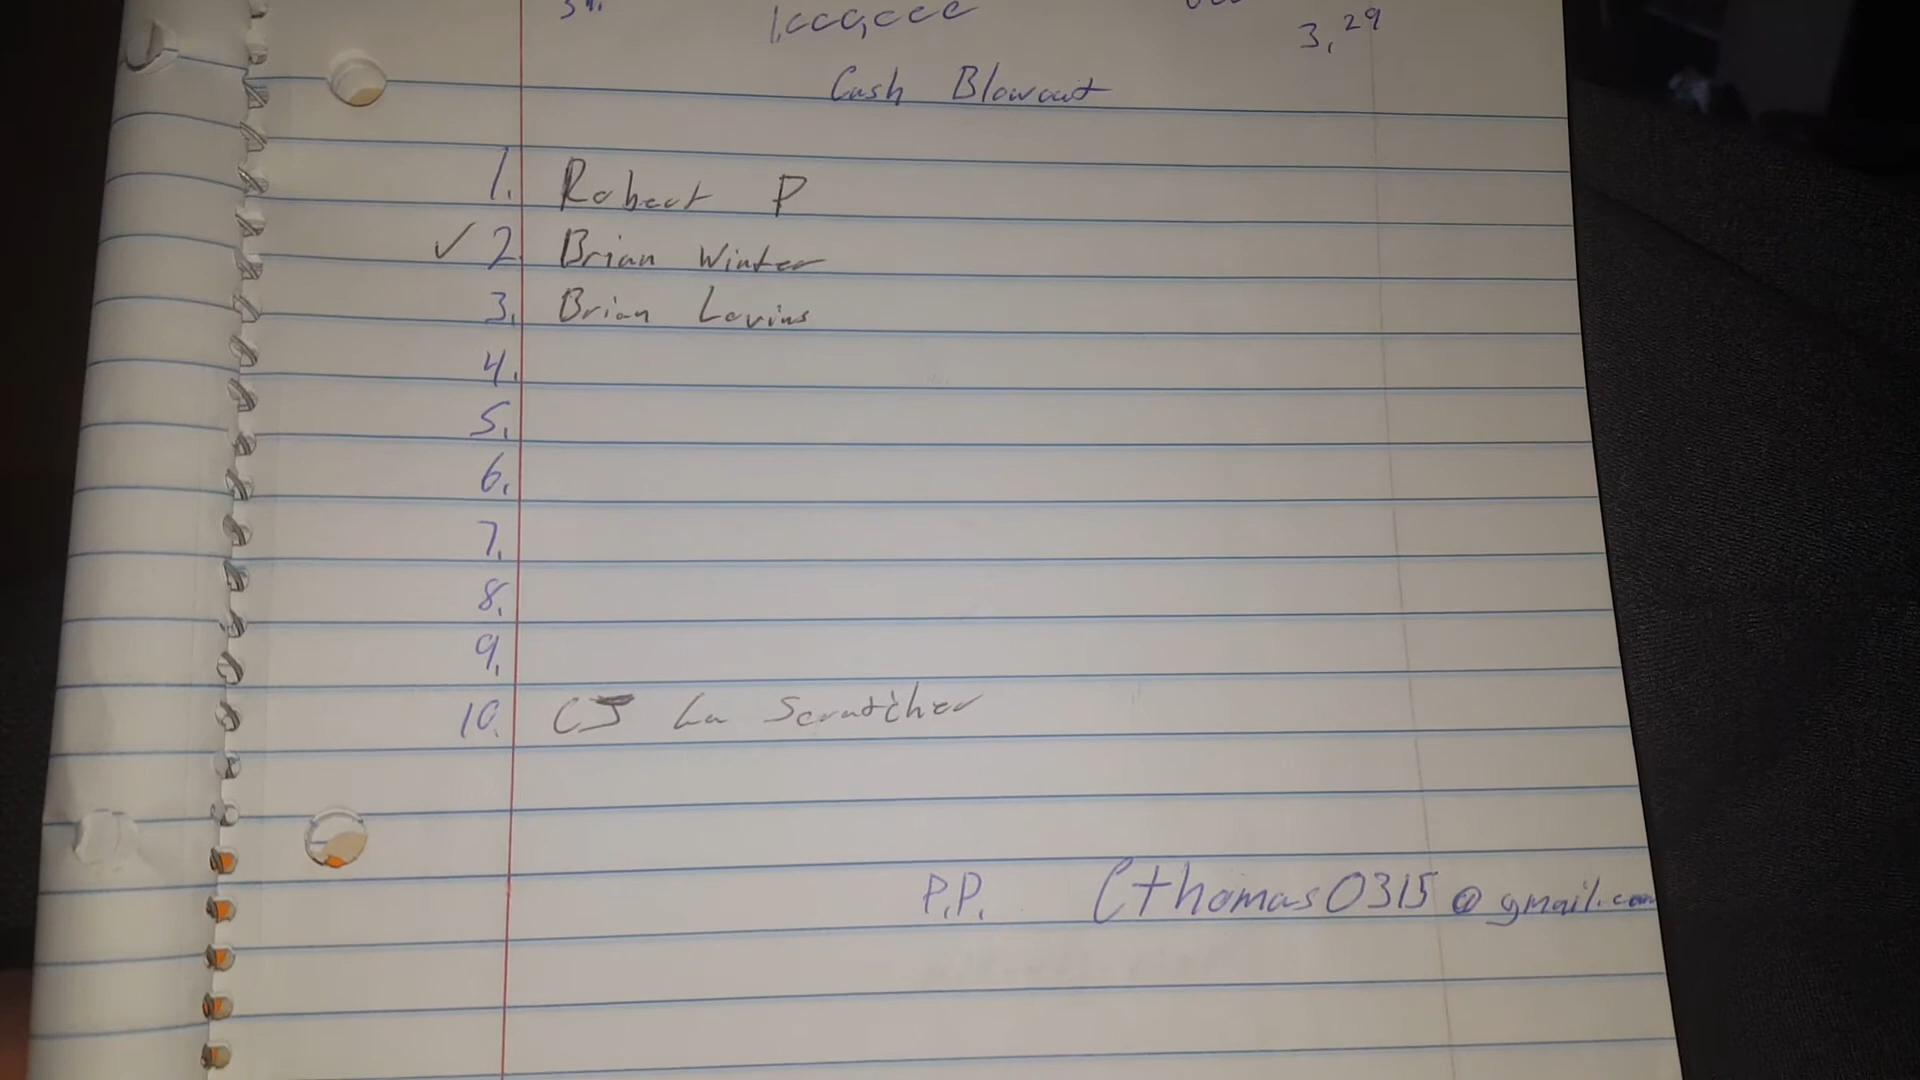 1,000,000
3,29
Cash Blowout
1. Robert P
✓ 2 Brian Winter
3. Brian Lovins
4.
5.
6.
7.
8.
9.
10. CJ La Scratcher
P.P. Cthomas0315@gmail.com